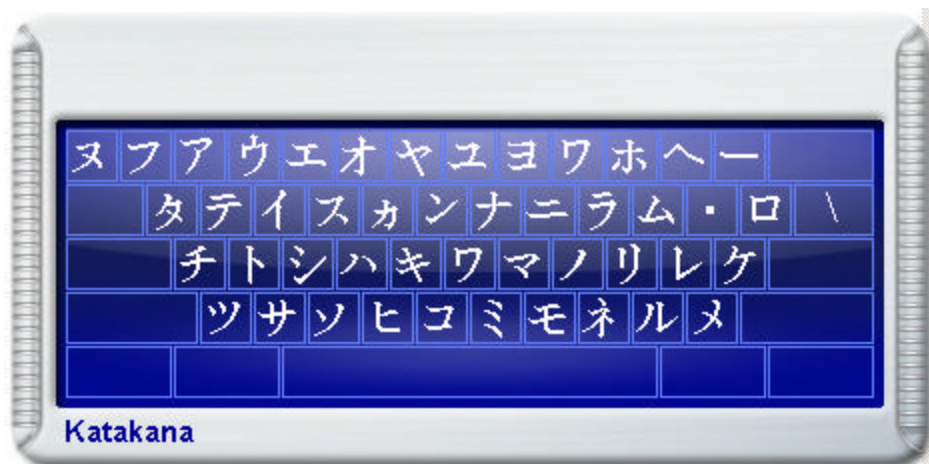 ヌ フ ア ウ エ オ ヤ ユ ヨ ワ ホ ヘ ー
タ テ イ ス ヵ ン ナ ニ ラ ム ・ ロ \
チ ト シ ハ キ ワ マ ノ リ レ ケ
ツ サ ソ ヒ コ ミ モ ネ ル メ
Katakana